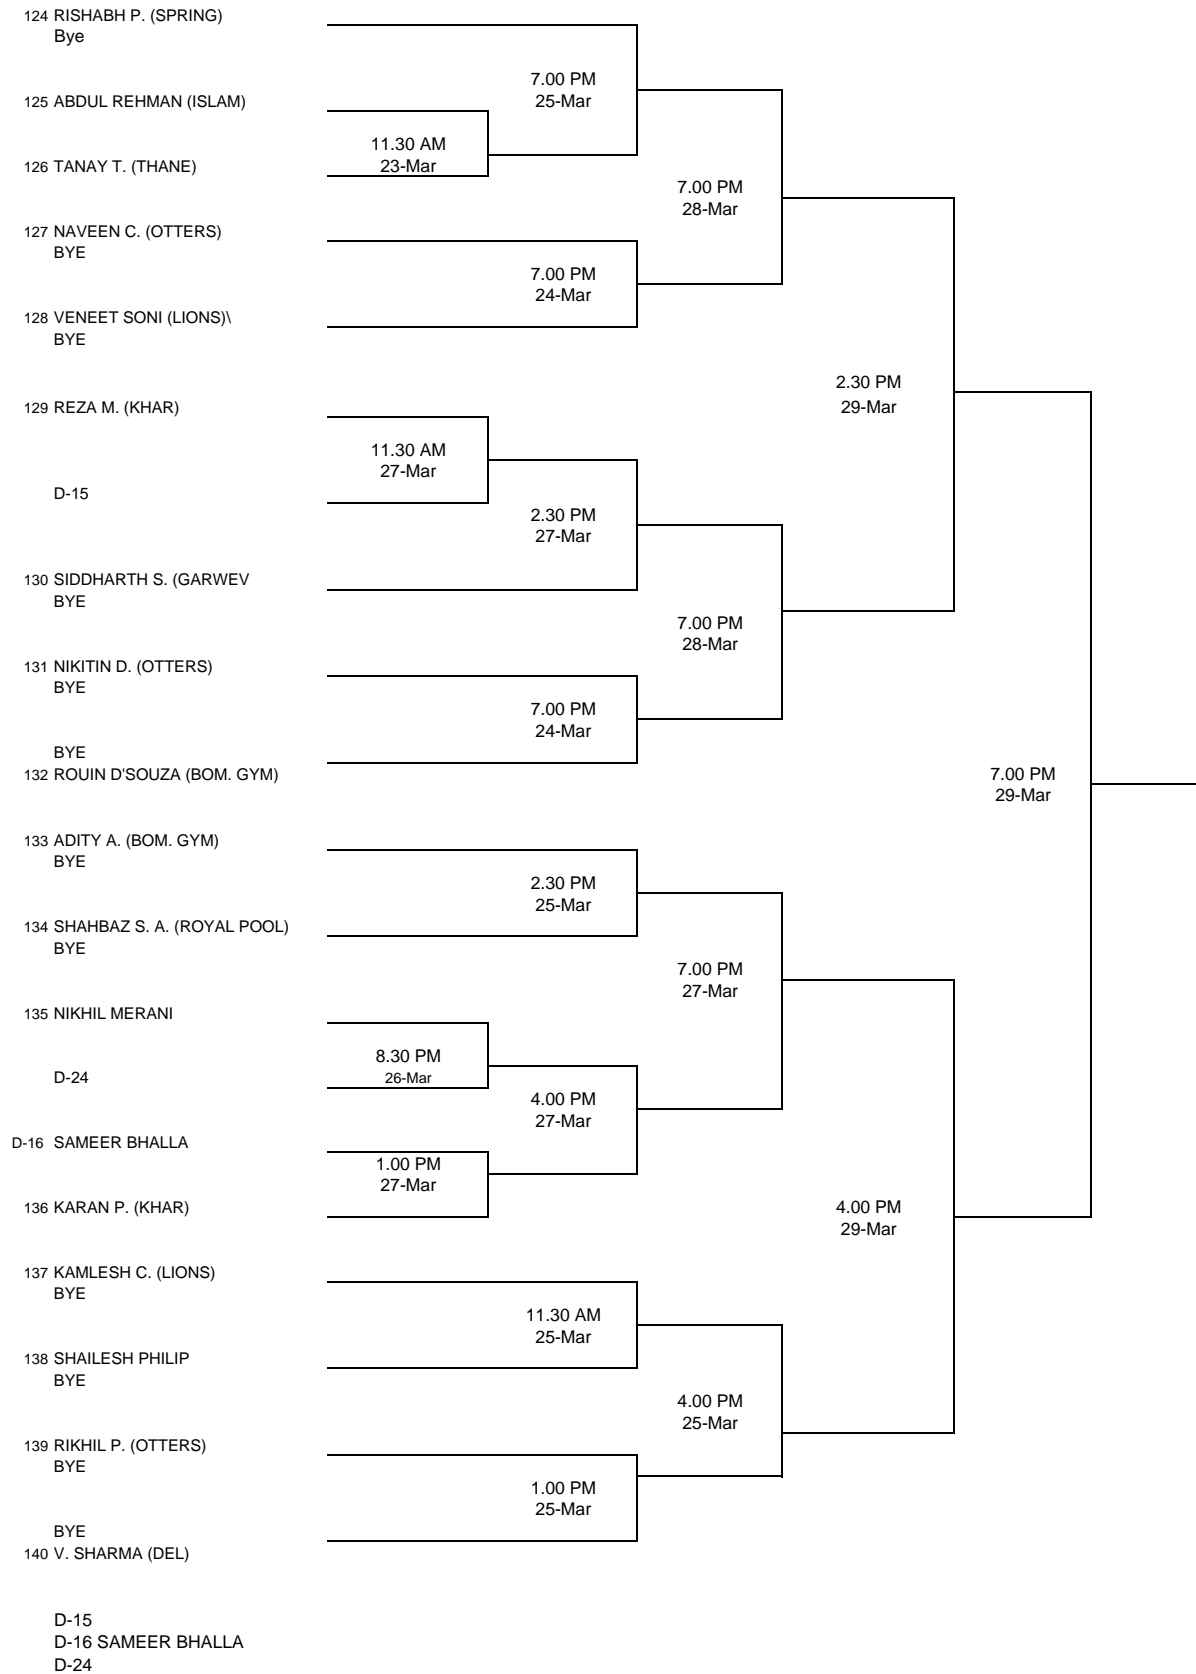 124 RISHABH P. (SPRING)
Bye
7.00 PM
25-Mar
125 ABDUL REHMAN (ISLAM)
11.30 AM
23-Mar
126 TANAY T. (THANE)
7.00 PM
28-Mar
127 NAVEEN C. (OTTERS)
BYE
7.00 PM
24-Mar
128 VENEET SONI (LIONS)\
BYE
2.30 PM
29-Mar
129 REZA M. (KHAR)
11.30 AM
27-Mar
D-15
2.30 PM
27-Mar
130 SIDDHARTH S. (GARWEV
BYE
7.00 PM
28-Mar
131 NIKITIN D. (OTTERS)
BYE
7.00 PM
24-Mar
BYE
132 ROUIN D'SOUZA (BOM. GYM)
7.00 PM
29-Mar
133 ADITY A. (BOM. GYM)
BYE
2.30 PM
25-Mar
134 SHAHBAZ S. A. (ROYAL POOL)
BYE
7.00 PM
27-Mar
135 NIKHIL MERANI
8.30 PM
26-Mar
D-24
4.00 PM
27-Mar
D-16 SAMEER BHALLA
1.00 PM
27-Mar
136 KARAN P. (KHAR)
4.00 PM
29-Mar
137 KAMLESH C. (LIONS)
BYE
11.30 AM
25-Mar
138 SHAILESH PHILIP
BYE
4.00 PM
25-Mar
139 RIKHIL P. (OTTERS)
BYE
1.00 PM
25-Mar
BYE
140 V. SHARMA (DEL)
D-15
D-16 SAMEER BHALLA
D-24